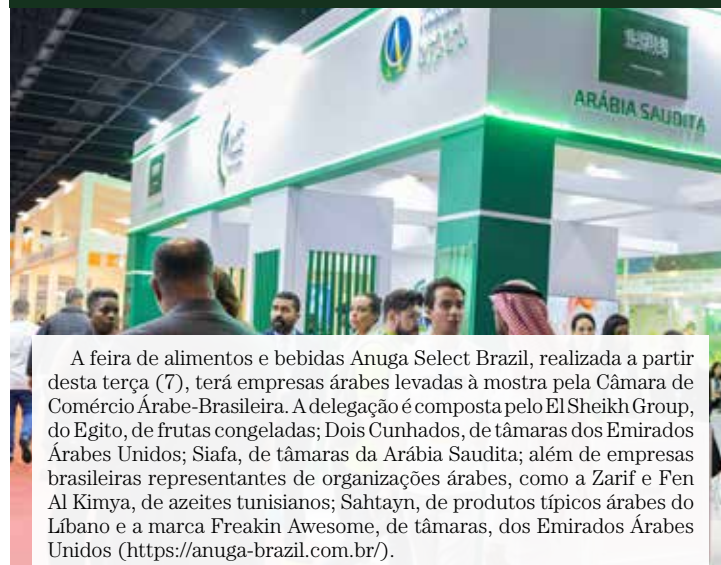 ARÁBIA SAUDITA
A feira de alimentos e bebidas Anuga Select Brazil, realizada a partir
desta terça (7), terá empresas árabes levadas à mostra pela Câmara de
Comércio Árabe-Brasileira. A delegação é composta pelo El Sheikh Group,
do Egito, de frutas congeladas; Dois Cunhados, de tâmaras dos Emirados
Árabes Unidos; Siafa, de tâmaras da Arábia Saudita; além de empresas
brasileiras representantes de organizações árabes, como a Zarif e Fen
Al Kimya, de azeites tunisianos; Sahtayn, de produtos típicos árabes do
Líbano e a marca Freakin Awesome, de tâmaras, dos Emirados Árabes
Unidos (https://anuga-brazil.com.br/).